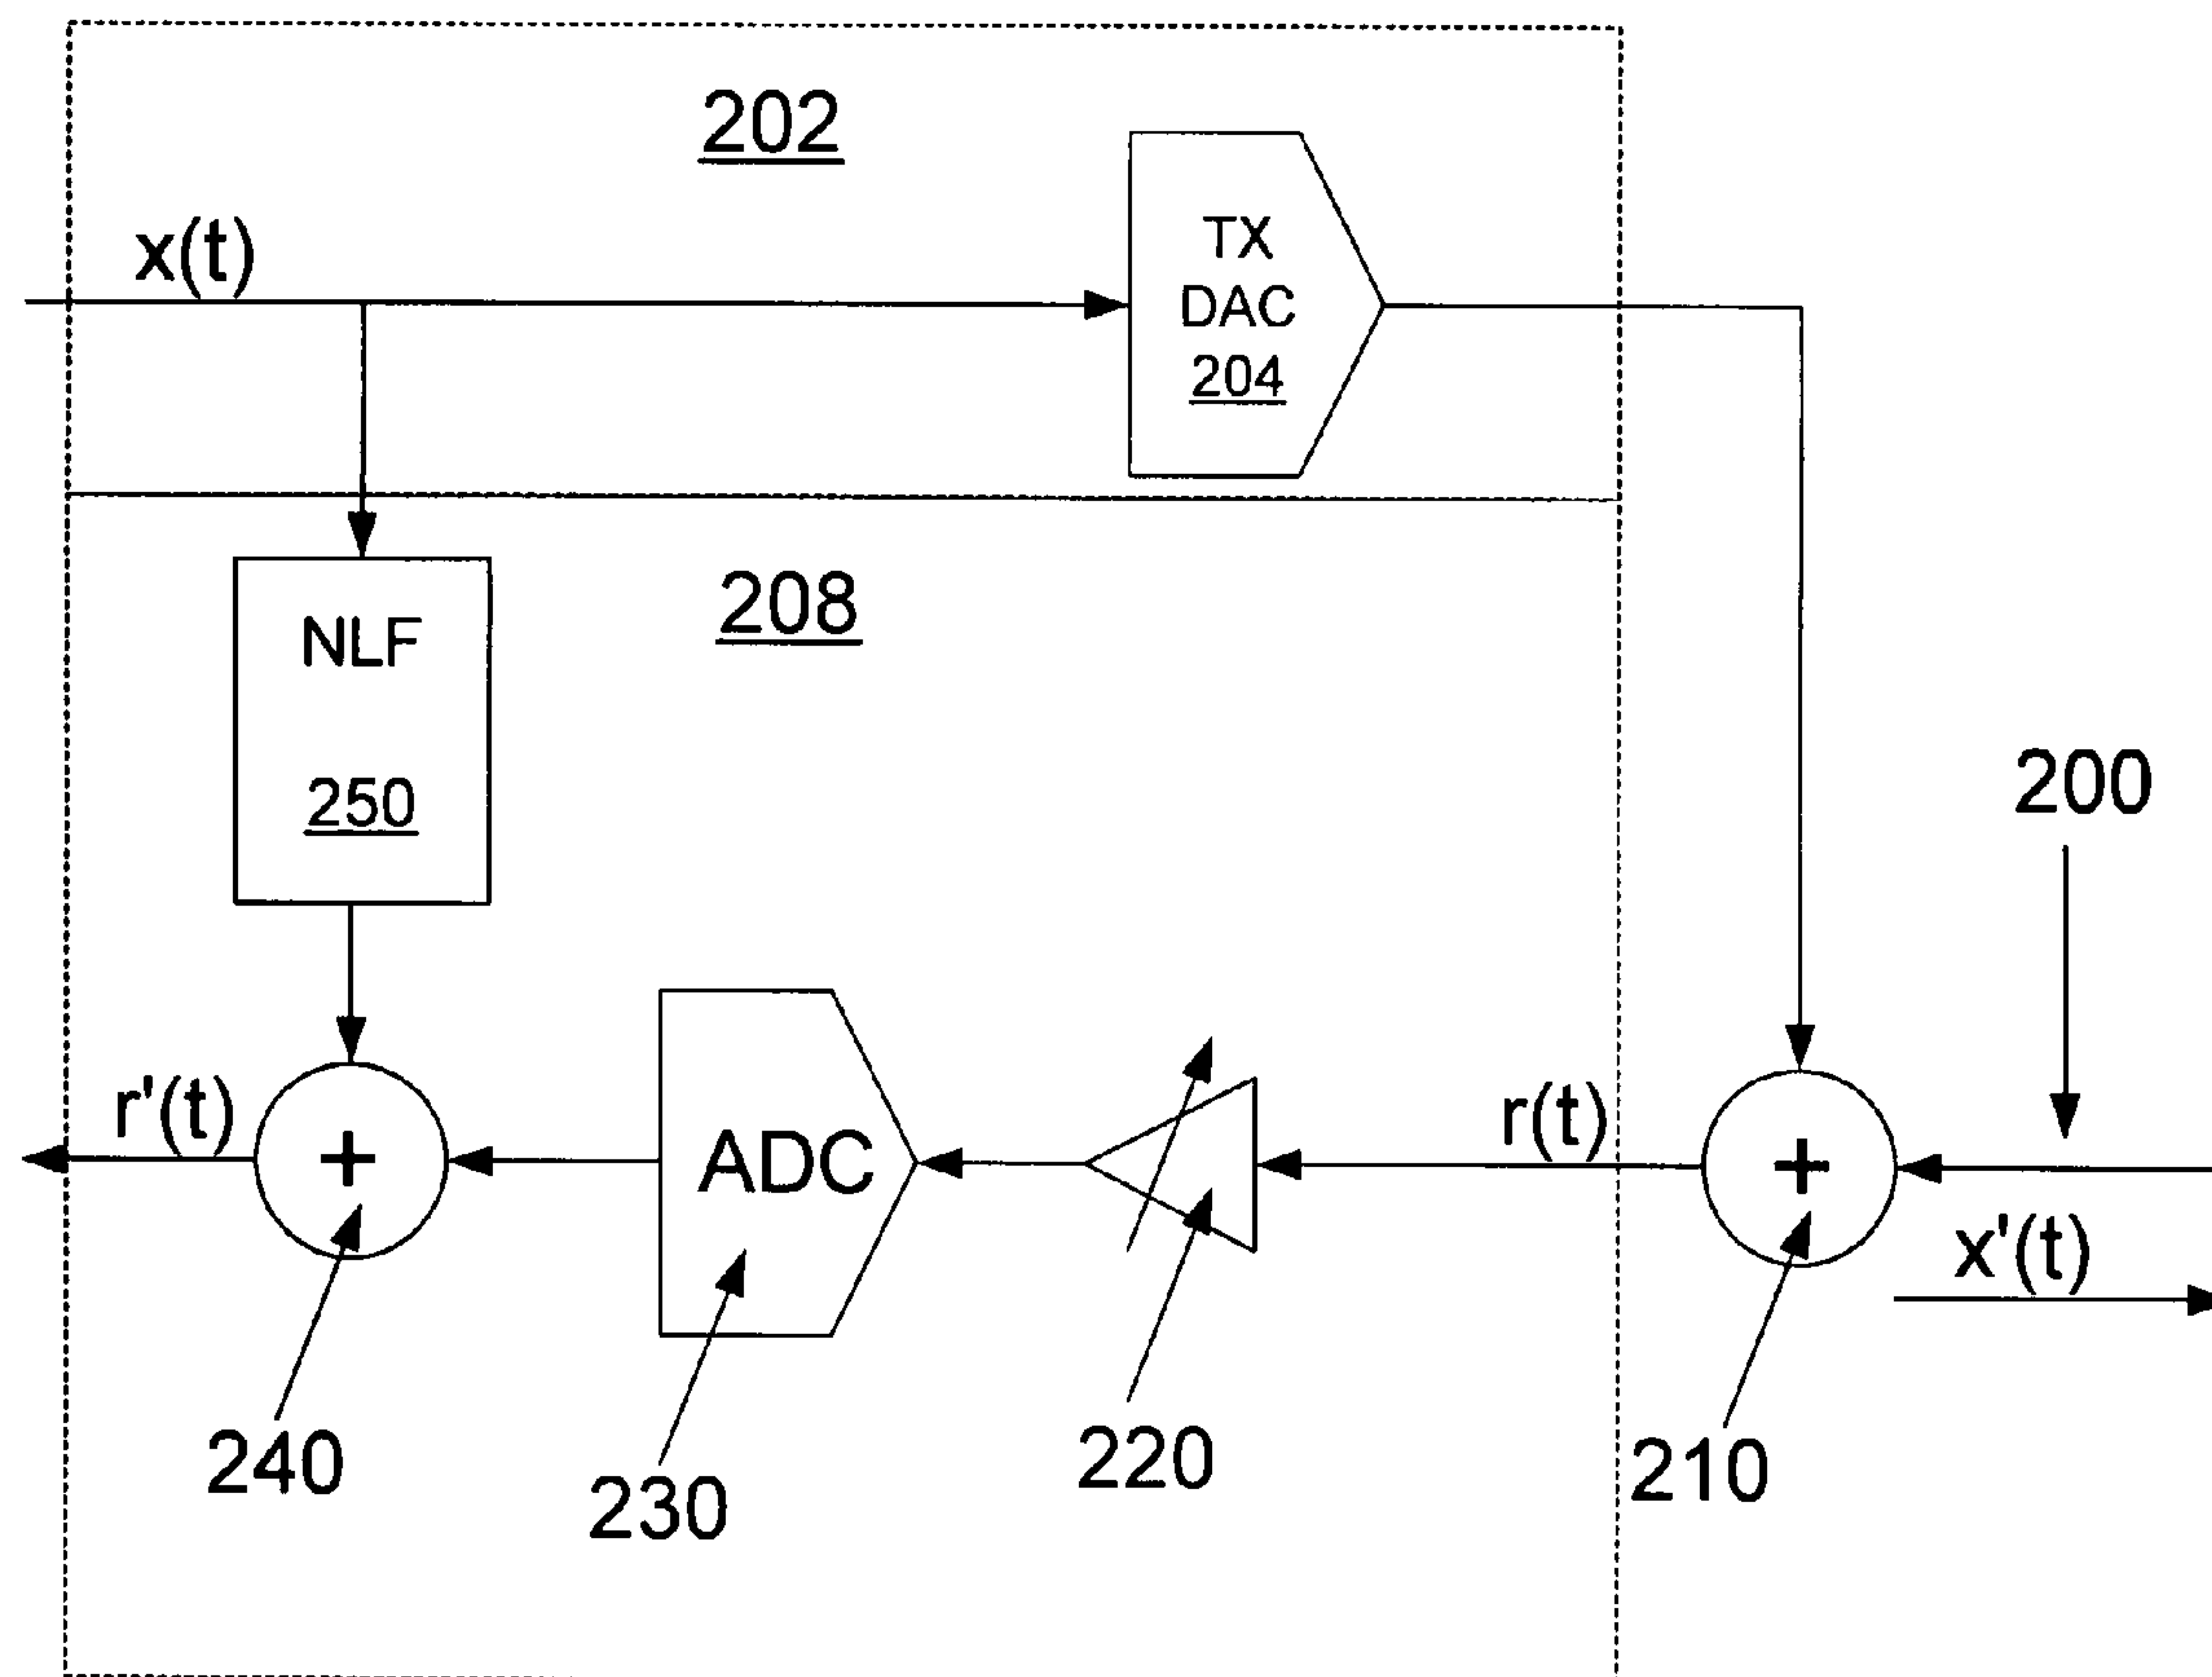 202
x(t)
TX
DAC
204
NLF
250
208
200
r'(t)
+
ADC
r(t)
+
x'(t)
240
230
220
210